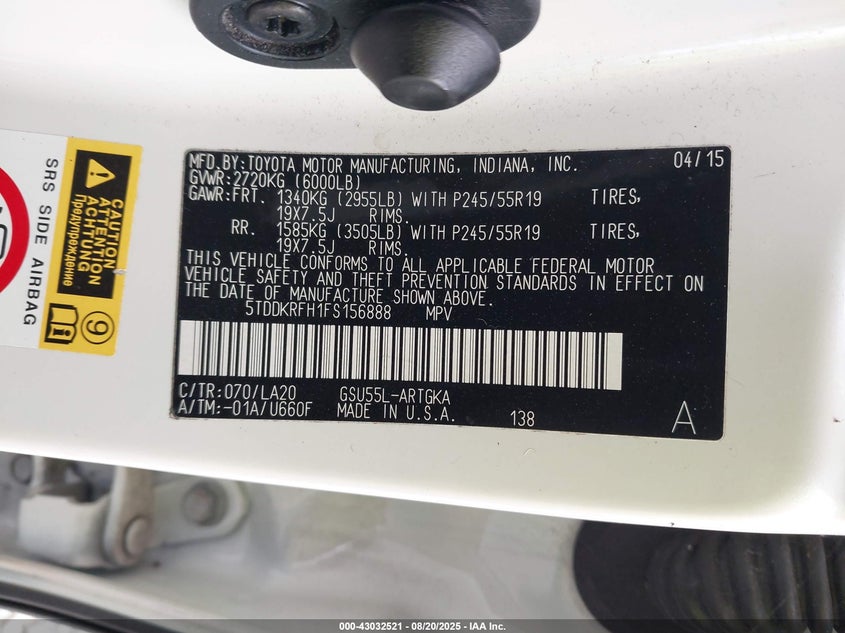 MFD.BY:TOYOTA MOTOR MANUFACTURING, INDIANA, INC. 04/15
GVWR:2720KG (6000LB)
GAWR:FRT. 1340KG (2955LB) WITH P245/55R19 TIRES,
19X7.5J RIMS.
RR. 1585KG (3505LB) WITH P245/55R19 TIRES,
19X7.5J RIMS.
THIS VEHICLE CONFORMS TO ALL APPLICABLE FEDERAL MOTOR
VEHICLE SAFETY AND THEFT PREVENTION STANDARDS IN EFFECT ON
THE DATE OF MANUFACTURE SHOWN ABOVE.
5TDDKRFH1FS156888 MPV
C/TR:070/LA20 GSU55L-ARTGKA
A/TM:-01A/U660F MADE IN U.S.A. 138 A
SRS SIDE AIRBAG
CAUTION
ATTENTION
ACHTUNG
Предупреждение
9
000-43032521 - 08/20/2025 - IAA Inc.